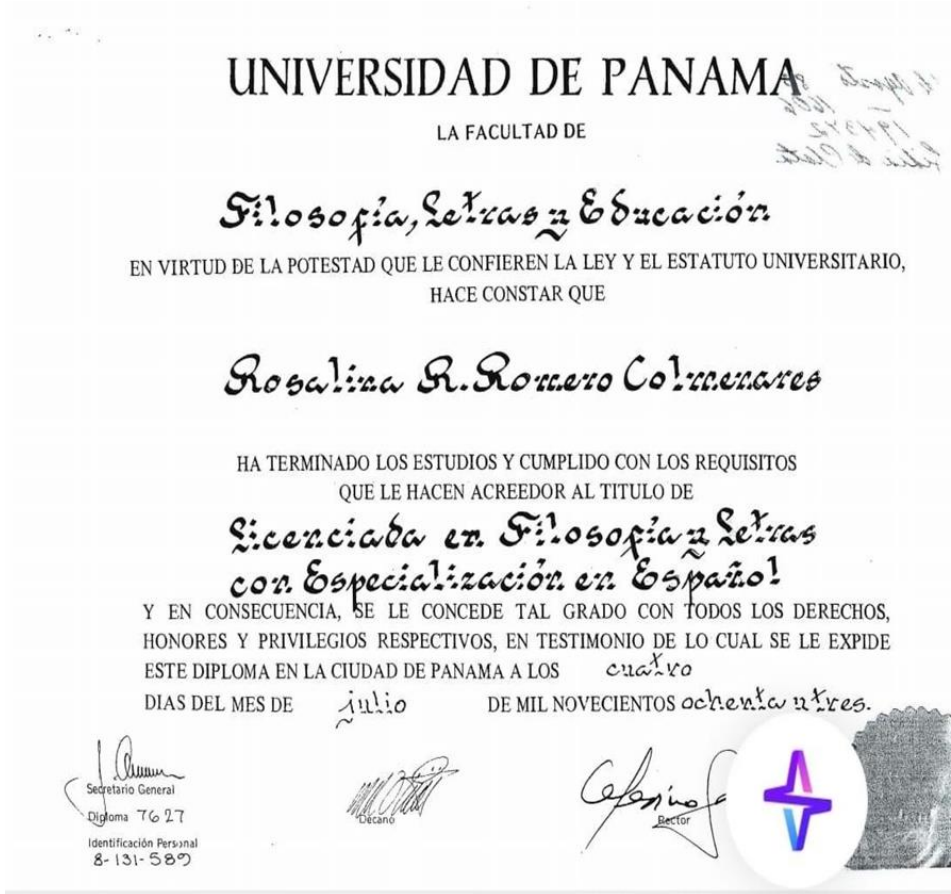 UNIVERSIDAD DE PANAMA
LA FACULTAD DE
Filosofía, Letras y Educación
EN VIRTUD DE LA POTESTAD QUE LE CONFIEREN LA LEY Y EL ESTATUTO UNIVERSITARIO,
HACE CONSTAR QUE
Rosalina R. Romero Colmenares
HA TERMINADO LOS ESTUDIOS Y CUMPLIDO CON LOS REQUISITOS
QUE LE HACEN ACREEDOR AL TITULO DE
Licenciada en Filosofía y Letras
con Especialización en Español
Y EN CONSECUENCIA, SE LE CONCEDE TAL GRADO CON TODOS LOS DERECHOS,
HONORES Y PRIVILEGIOS RESPECTIVOS, EN TESTIMONIO DE LO CUAL SE LE EXPIDE
ESTE DIPLOMA EN LA CIUDAD DE PANAMA A LOS cuatro
DIAS DEL MES DE julio DE MIL NOVECIENTOS ochenta y tres.
Secretario General
Decano
Rector
Diploma 7627
Identificación Personal
8-131-589